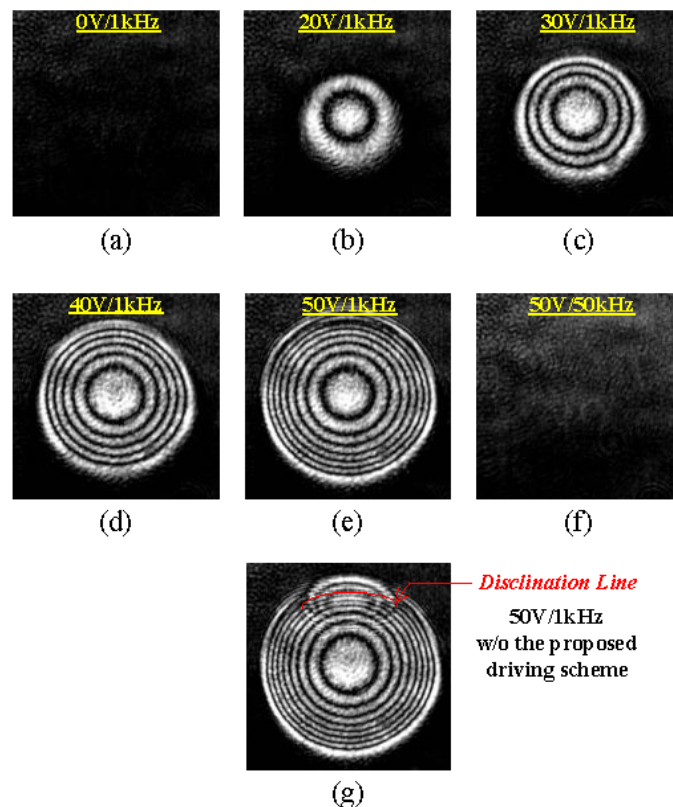 0V/1kHz
20V/1kHz
30V/1kHz
(a)
(b)
(c)
40V/1kHz
50V/1kHz
50V/50kHz
(d)
(e)
(f)
Disclination Line
50V/1kHz
w/o the proposed
driving scheme
(g)